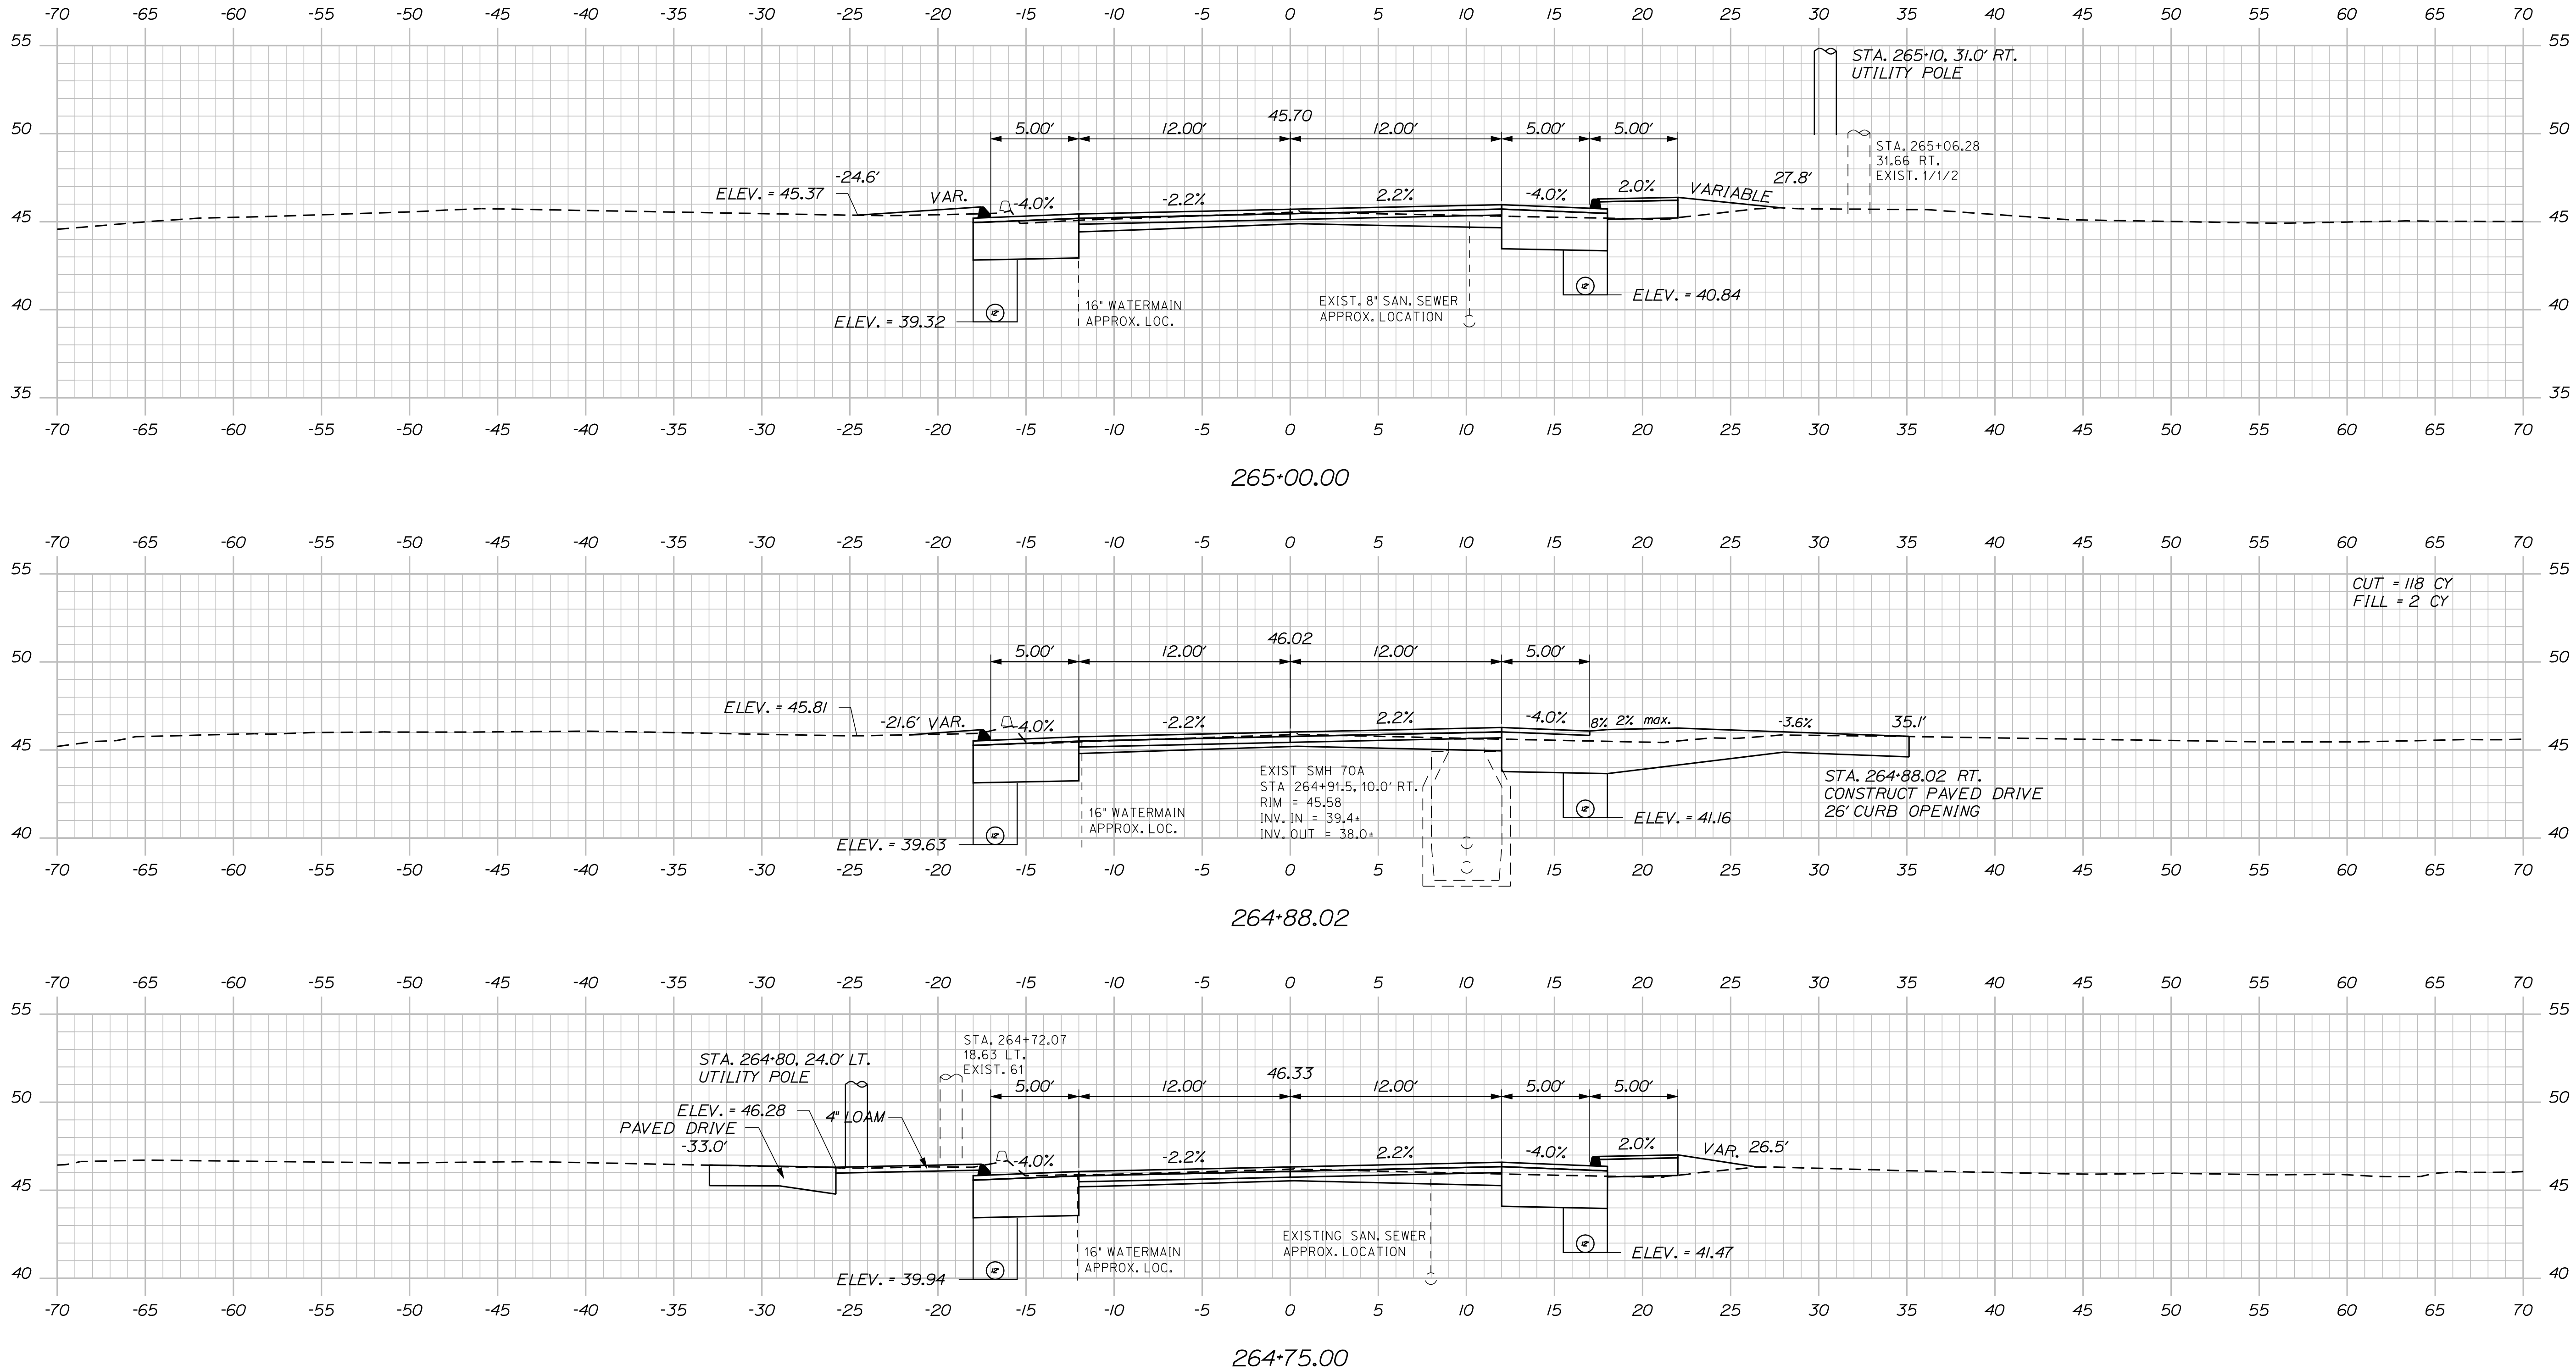 -70 -65 -60 -55 -50 -45 -40 -35 -30 -25 -20 -15 -10 -5 0 5 10 15 20 25 30 35 40 45 50 55 60 65 70
55 55
STA. 265+10, 31.0' RT.
UTILITY POLE
45.70
50 5.00' 12.00' 12.00' 5.00' 5.00' 50
STA. 265+06.28
31.66 RT.
EXIST. 1/1/2
-24.6' 27.8'
ELEV. = 45.37 VAR. -4.0% -2.2% 2.2% -4.0% 2.0% VARIABLE
45 45
ELEV. = 40.84
16" WATERMAIN
APPROX. LOC.
EXIST. 8" SAN. SEWER
APPROX. LOCATION
40 40
12" 12"
ELEV. = 39.32
35 35
-70 -65 -60 -55 -50 -45 -40 -35 -30 -25 -20 -15 -10 -5 0 5 10 15 20 25 30 35 40 45 50 55 60 65 70
265+00.00
-70 -65 -60 -55 -50 -45 -40 -35 -30 -25 -20 -15 -10 -5 0 5 10 15 20 25 30 35 40 45 50 55 60 65 70
55 55
CUT = 118 CY
FILL = 2 CY
46.02
50 5.00' 12.00' 12.00' 5.00' 50
ELEV. = 45.81
-21.6' VAR. -4.0% -2.2% 2.2% -4.0% 8% 2% max. -3.6% 35.1'
45 45
EXIST SMH 70A
STA 264+91.5, 10.0' RT.
RIM = 45.58
INV. IN = 39.4±
INV. OUT = 38.0±
STA. 264+88.02 RT.
CONSTRUCT PAVED DRIVE
26' CURB OPENING
16" WATERMAIN
APPROX. LOC.
ELEV. = 41.16
12" 12"
40 40
ELEV. = 39.63
-70 -65 -60 -55 -50 -45 -40 -35 -30 -25 -20 -15 -10 -5 0 5 10 15 20 25 30 35 40 45 50 55 60 65 70
264+88.02
-70 -65 -60 -55 -50 -45 -40 -35 -30 -25 -20 -15 -10 -5 0 5 10 15 20 25 30 35 40 45 50 55 60 65 70
55 55
STA. 264+72.07
18.63 LT.
EXIST. 61
STA. 264+80, 24.0' LT.
UTILITY POLE
46.33
50 5.00' 12.00' 12.00' 5.00' 5.00' 50
ELEV. = 46.28
4" LOAM
PAVED DRIVE
-33.0'
-4.0% -2.2% 2.2% -4.0% 2.0% VAR. 26.5'
45 45
EXISTING SAN. SEWER
APPROX. LOCATION
16" WATERMAIN
APPROX. LOC.
ELEV. = 41.47
12" 12"
40 40
ELEV. = 39.94
-70 -65 -60 -55 -50 -45 -40 -35 -30 -25 -20 -15 -10 -5 0 5 10 15 20 25 30 35 40 45 50 55 60 65 70
264+75.00